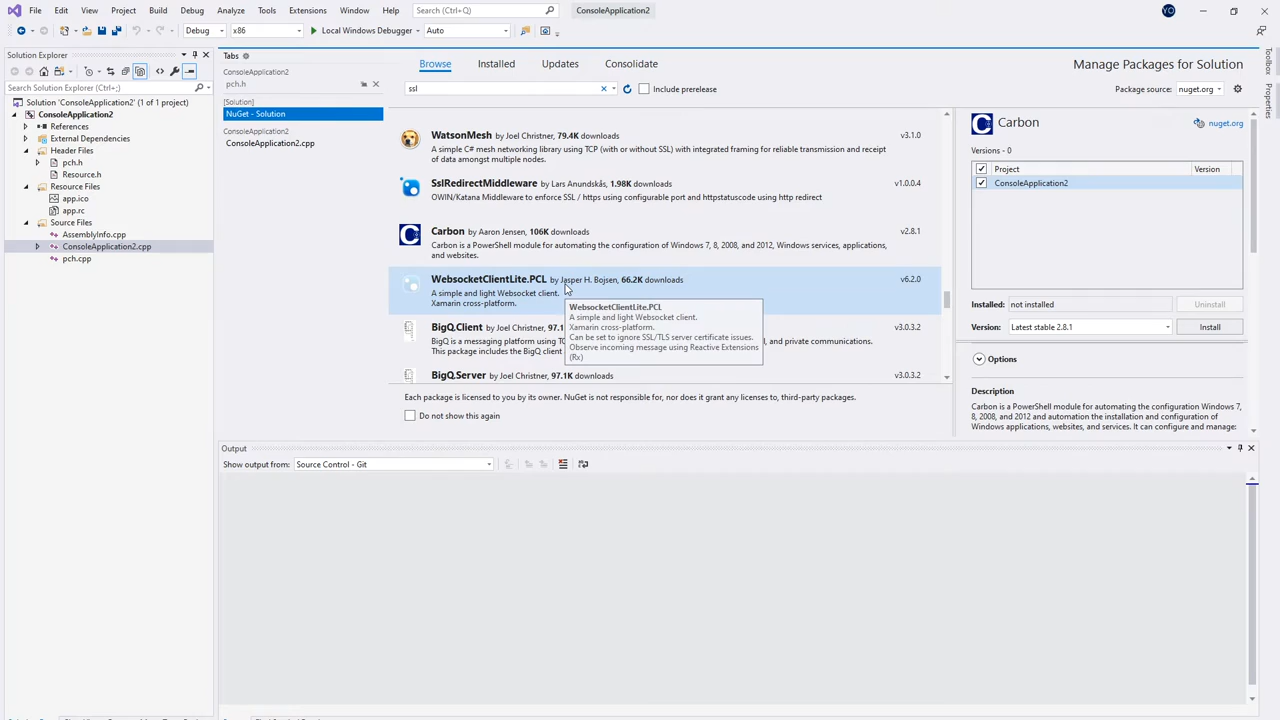 File Edit View Project Build Debug Analyze Tools Extensions Window Help Search (Ctrl+Q) ConsoleApplication2 YO
Debug x86 Local Windows Debugger Auto
Solution Explorer
Search Solution Explorer (Ctrl+;)
Solution 'ConsoleApplication2' (1 of 1 project)
ConsoleApplication2
References
External Dependencies
Header Files
pch.h
Resource.h
Resource Files
app.ico
app.rc
Source Files
AssemblyInfo.cpp
ConsoleApplication2.cpp
pch.cpp
Tabs
ConsoleApplication2
pch.h
[Solution]
NuGet - Solution
ConsoleApplication2
ConsoleApplication2.cpp
Browse Installed Updates Consolidate
Manage Packages for Solution
ssl
Include prerelease
Package source: nuget.org
WatsonMesh by Joel Christner, 79.4K downloads v3.1.0
A simple C# mesh networking library using TCP (with or without SSL) with integrated framing for reliable transmission and receipt
of data amongst multiple nodes.
SslRedirectMiddleware by Lars Anundskås, 1.98K downloads v1.0.0.4
OWIN/Katana Middleware to enforce SSL / https using configurable port and httpstatuscode using http redirect
Carbon by Aaron Jensen, 106K downloads v2.8.1
Carbon is a PowerShell module for automating the configuration of Windows 7, 8, 2008, and 2012, Windows services, applications,
and websites.
WebsocketClientLite.PCL by Jasper H. Bojsen, 66.2K downloads v6.2.0
A simple and light Websocket client.
Xamarin cross-platform.
WebsocketClientLite.PCL
A simple and light Websocket client.
Xamarin cross-platform.
Can be set to ignore SSL/TLS server certificate issues.
Observe incoming message using Reactive Extensions
(Rx)
BigQ.Client by Joel Christner, 97.1 v3.0.3.2
BigQ is a messaging platform using TC , and private communications.
This package includes the BigQ client
BigQ.Server by Joel Christner, 97.1K downloads v3.0.3.2
Each package is licensed to you by its owner. NuGet is not responsible for, nor does it grant any licenses to, third-party packages.
Do not show this again
Carbon nuget.org
Versions - 0
Project Version
ConsoleApplication2
Installed: not installed Uninstall
Version: Latest stable 2.8.1 Install
Options
Description
Carbon is a PowerShell module for automating the configuration Windows 7,
8, 2008, and 2012 and automation the installation and configuration of
Windows applications, websites, and services. It can configure and manage:
Toolbox
Properties
Output
Show output from: Source Control - Git